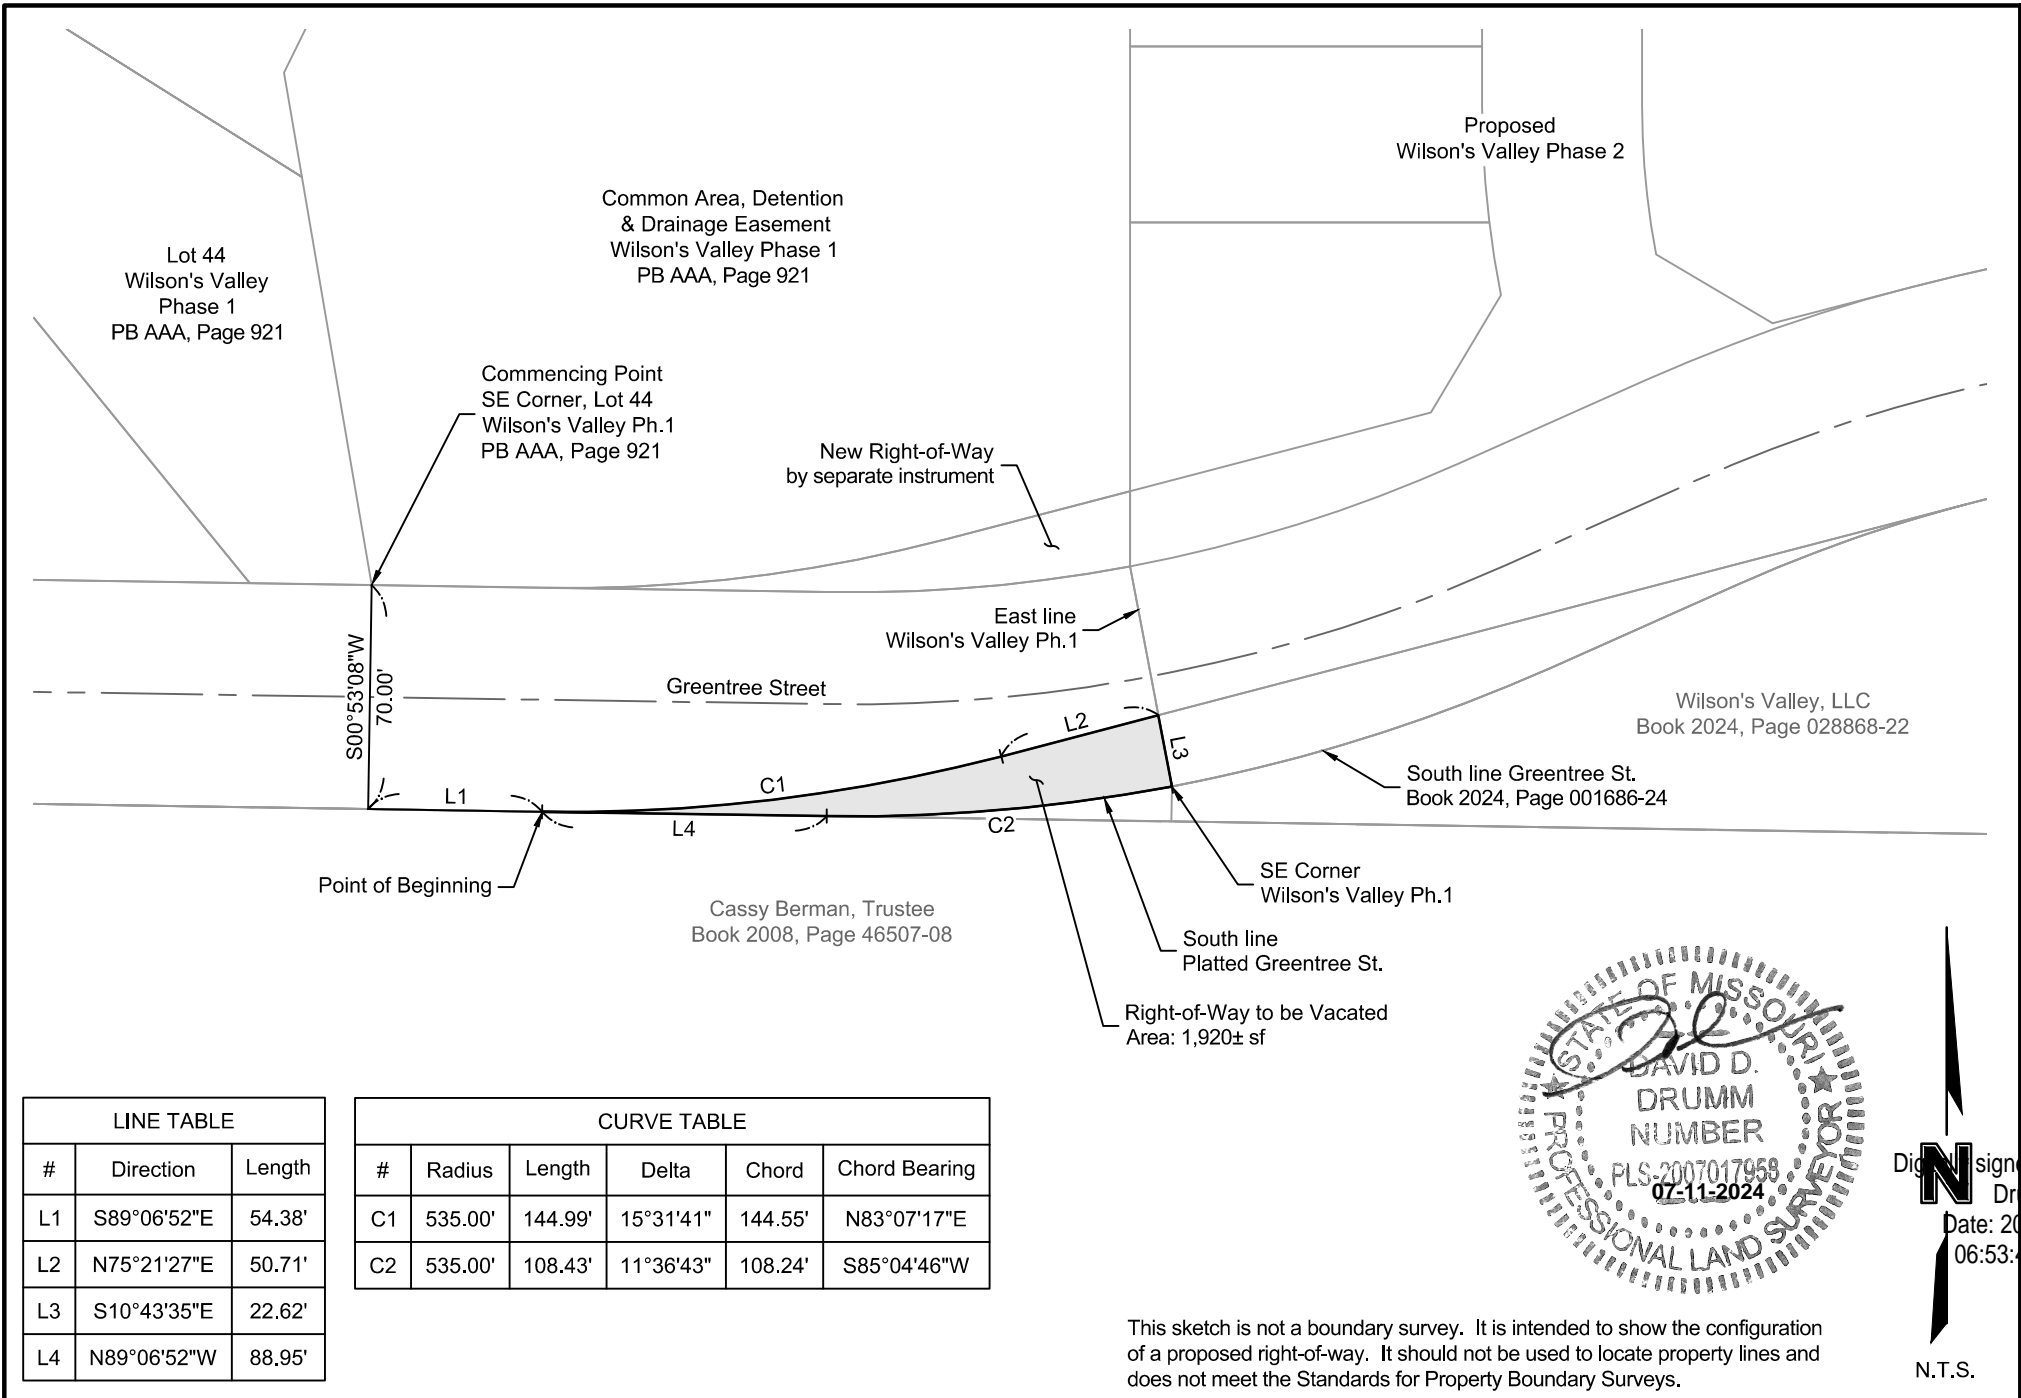 Proposed
Wilson's Valley Phase 2
Common Area, Detention
& Drainage Easement
Wilson's Valley Phase 1
PB AAA, Page 921
Lot 44
Wilson's Valley
Phase 1
PB AAA, Page 921
Commencing Point
SE Corner, Lot 44
Wilson's Valley Ph.1
PB AAA, Page 921
New Right-of-Way
by separate instrument
East line
Wilson's Valley Ph.1
S00°53'08"W
70.00'
Greentree Street
L2
L3
C1
L1
L4
C2
Wilson's Valley, LLC
Book 2024, Page 028868-22
South line Greentree St.
Book 2024, Page 001686-24
Point of Beginning
SE Corner
Wilson's Valley Ph.1
Cassy Berman, Trustee
Book 2008, Page 46507-08
South line
Platted Greentree St.
Right-of-Way to be Vacated
Area: 1,920± sf
LINE TABLE
# Direction Length
L1 S89°06'52"E 54.38'
L2 N75°21'27"E 50.71'
L3 S10°43'35"E 22.62'
L4 N89°06'52"W 88.95'
CURVE TABLE
# Radius Length Delta Chord Chord Bearing
C1 535.00' 144.99' 15°31'41" 144.55' N83°07'17"E
C2 535.00' 108.43' 11°36'43" 108.24' S85°04'46"W
STATE OF MISSOURI
DAVID D.
DRUMM
NUMBER
PLS-2007017958
07-11-2024
PROFESSIONAL LAND SURVEYOR
N
Date: 20
06:53:
N.T.S.
This sketch is not a boundary survey. It is intended to show the configuration
of a proposed right-of-way. It should not be used to locate property lines and
does not meet the Standards for Property Boundary Surveys.